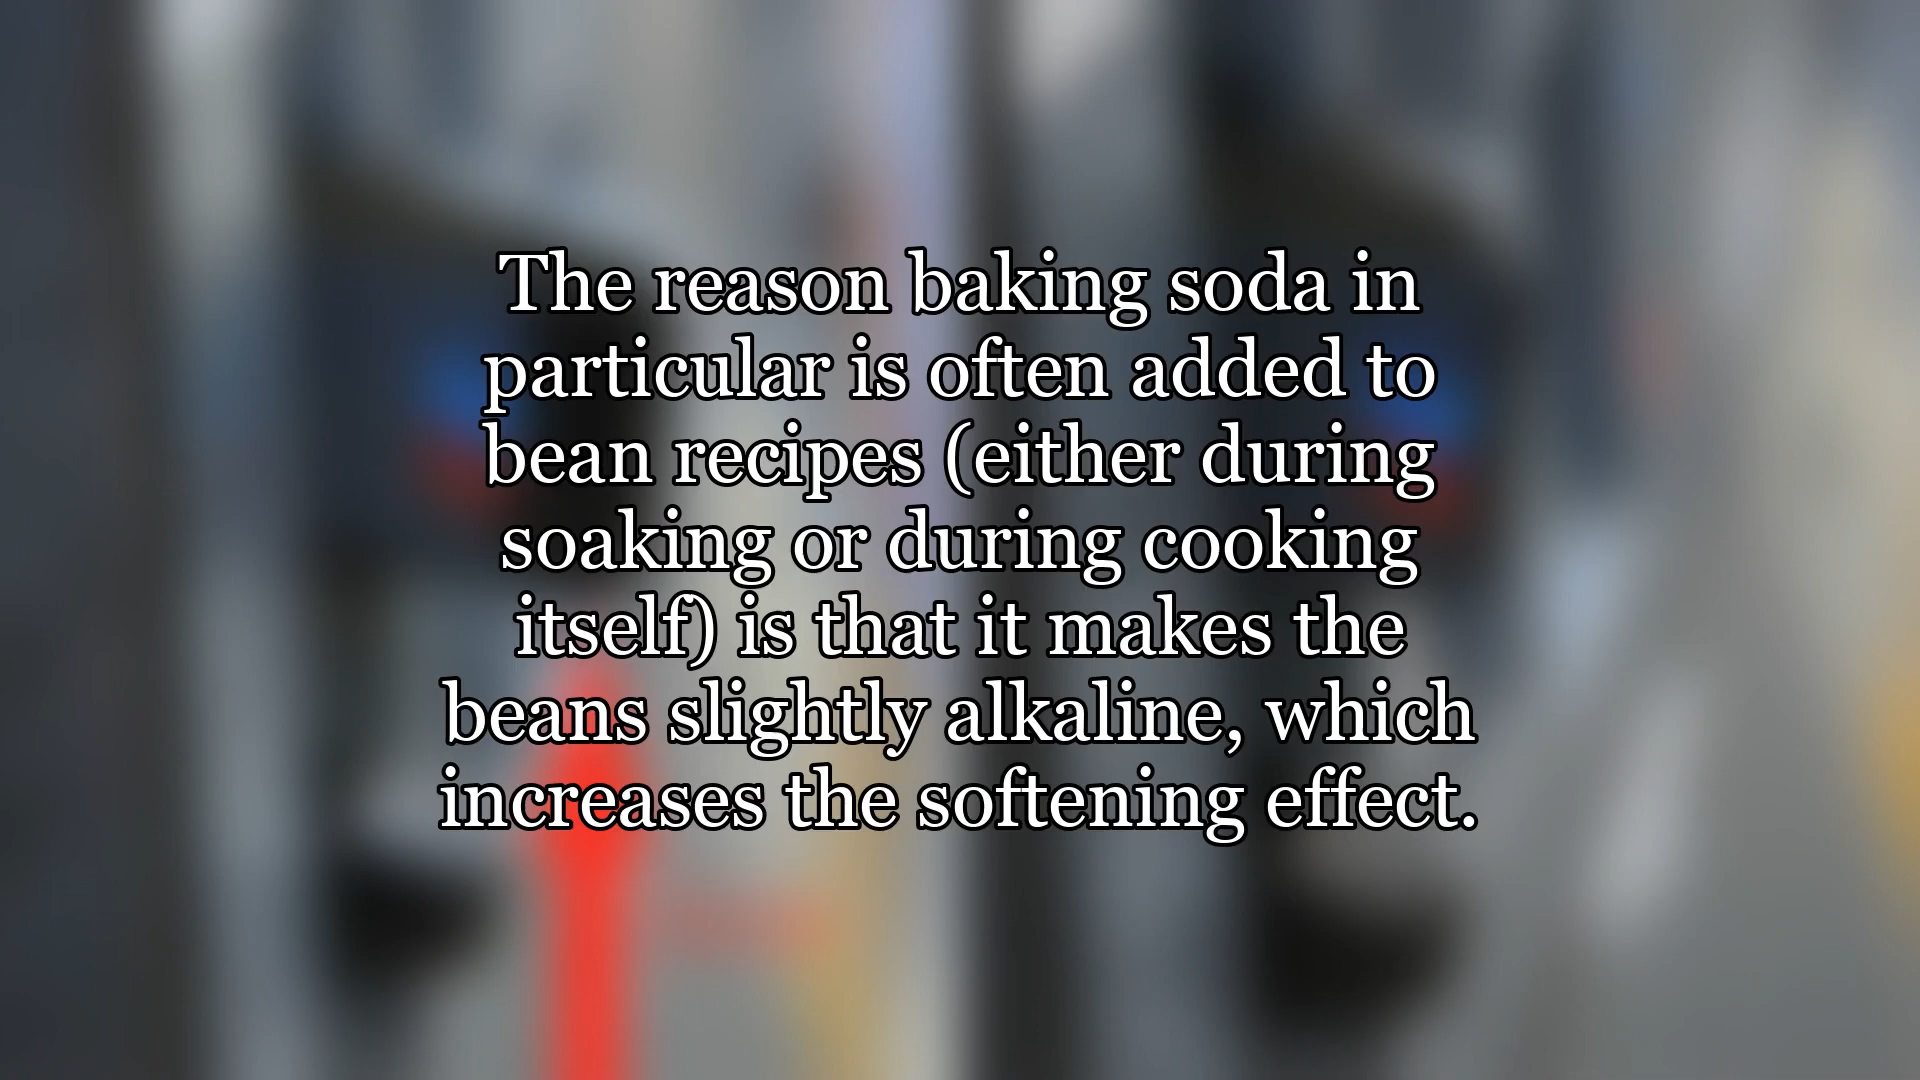 The reason baking soda in
particular is often added to
bean recipes (either during
soaking or during cooking
itself) is that it makes the
beans slightly alkaline, which
increases the softening effect.